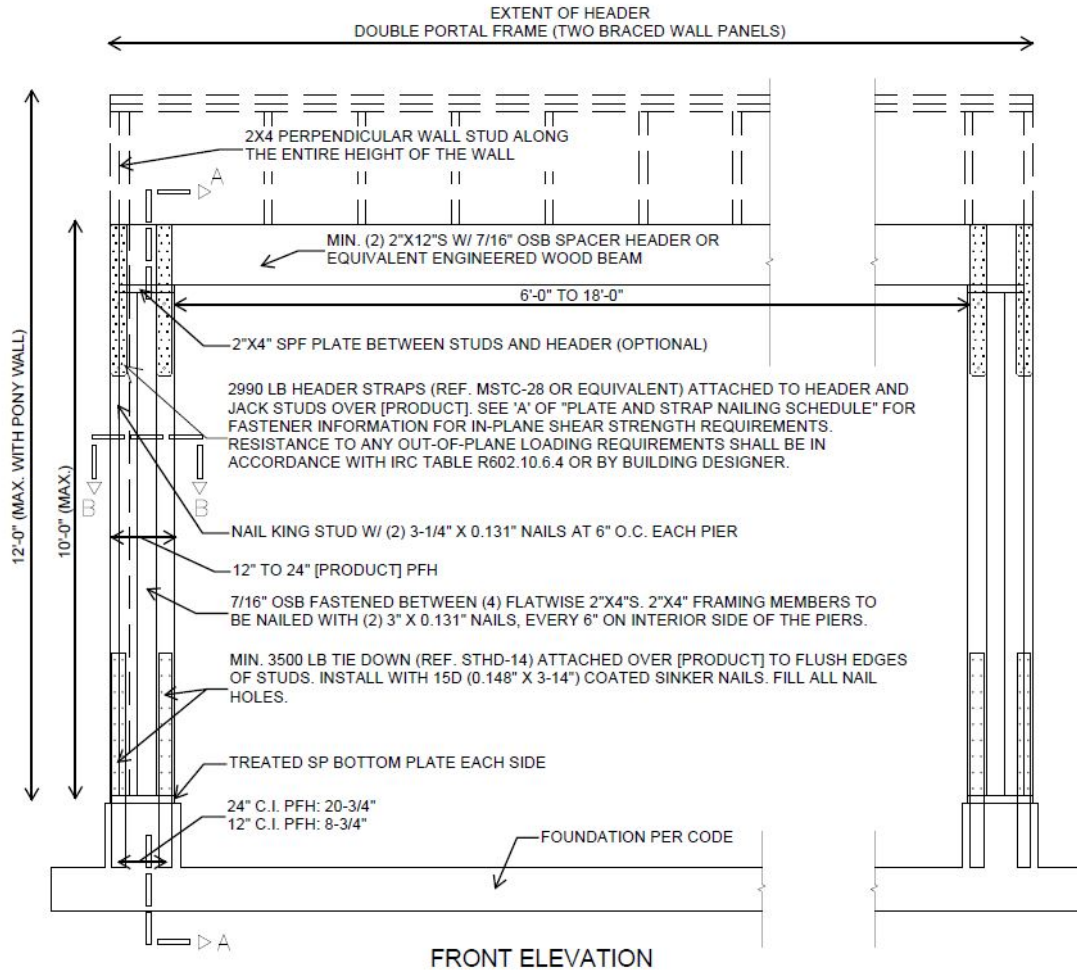 EXTENT OF HEADER
DOUBLE PORTAL FRAME (TWO BRACED WALL PANELS)
2X4 PERPENDICULAR WALL STUD ALONG
THE ENTIRE HEIGHT OF THE WALL
A
MIN. (2) 2"X12"S W/ 7/16" OSB SPACER HEADER OR
EQUIVALENT ENGINEERED WOOD BEAM
6'-0" TO 18'-0"
2"X4" SPF PLATE BETWEEN STUDS AND HEADER (OPTIONAL)
12'-0" (MAX. WITH PONY WALL)
10'-0" (MAX.)
2990 LB HEADER STRAPS (REF. MSTC-28 OR EQUIVALENT) ATTACHED TO HEADER AND
JACK STUDS OVER [PRODUCT]. SEE 'A' OF "PLATE AND STRAP NAILING SCHEDULE" FOR
FASTENER INFORMATION FOR IN-PLANE SHEAR STRENGTH REQUIREMENTS.
RESISTANCE TO ANY OUT-OF-PLANE LOADING REQUIREMENTS SHALL BE IN
ACCORDANCE WITH IRC TABLE R602.10.6.4 OR BY BUILDING DESIGNER.
B
B
NAIL KING STUD W/ (2) 3-1/4" X 0.131" NAILS AT 6" O.C. EACH PIER
12" TO 24" [PRODUCT] PFH
7/16" OSB FASTENED BETWEEN (4) FLATWISE 2"X4"S. 2"X4" FRAMING MEMBERS TO
BE NAILED WITH (2) 3" X 0.131" NAILS, EVERY 6" ON INTERIOR SIDE OF THE PIERS.
MIN. 3500 LB TIE DOWN (REF. STHD-14) ATTACHED OVER [PRODUCT] TO FLUSH EDGES
OF STUDS. INSTALL WITH 15D (0.148" X 3-14") COATED SINKER NAILS. FILL ALL NAIL
HOLES.
TREATED SP BOTTOM PLATE EACH SIDE
24" C.I. PFH: 20-3/4"
12" C.I. PFH: 8-3/4"
FOUNDATION PER CODE
A
FRONT ELEVATION